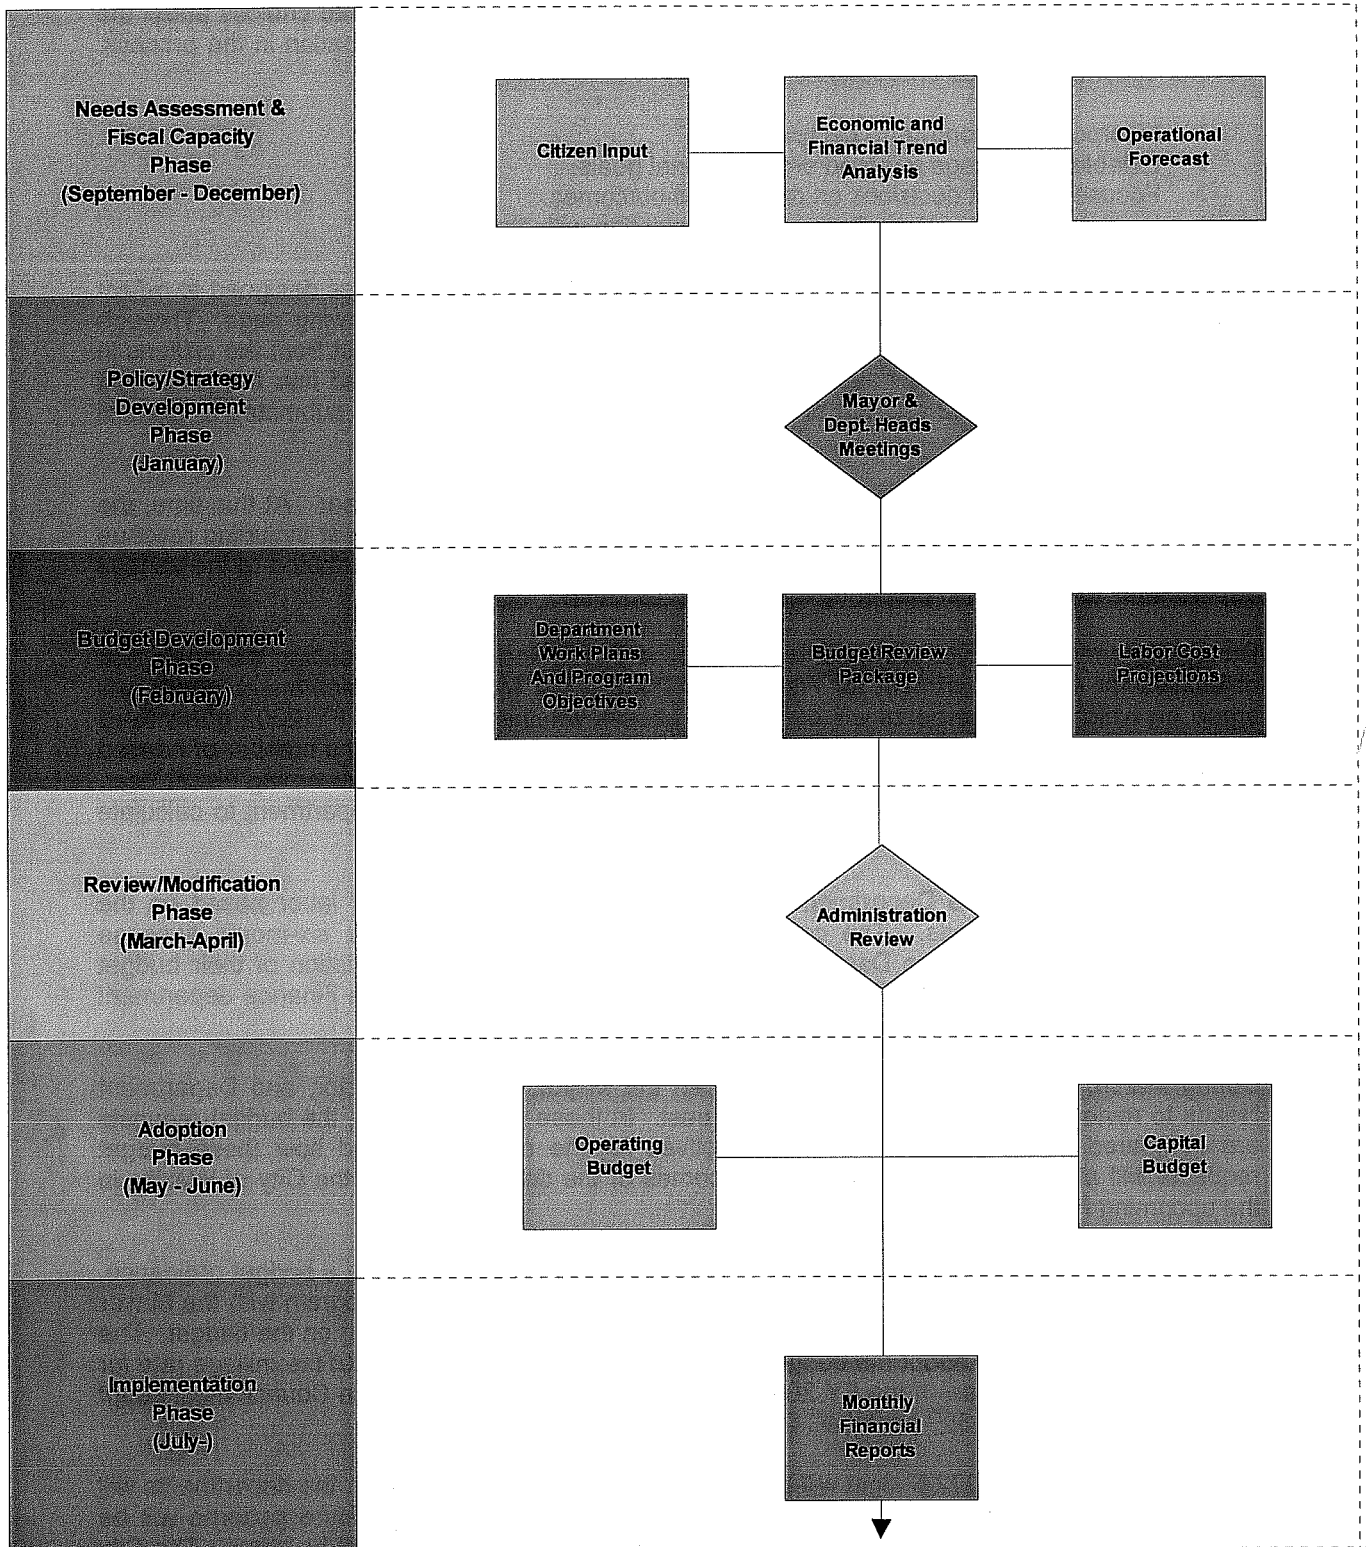 Needs Assessment &
Fiscal Capacity
Phase
(September - December)
Citizen Input
Economic and
Financial Trend
Analysis
Operational
Forecast
Policy/Strategy
Development
Phase
(January)
Mayor &
Dept. Heads
Meetings
Budget Development
Phase
(February)
Department
Work Plans
And Program
Objectives
Budget Review
Package
Labor Cost
Projections
Review/Modification
Phase
(March-April)
Administration
Review
Adoption
Phase
(May - June)
Operating
Budget
Capital
Budget
Implementation
Phase
(July-)
Monthly
Financial
Reports